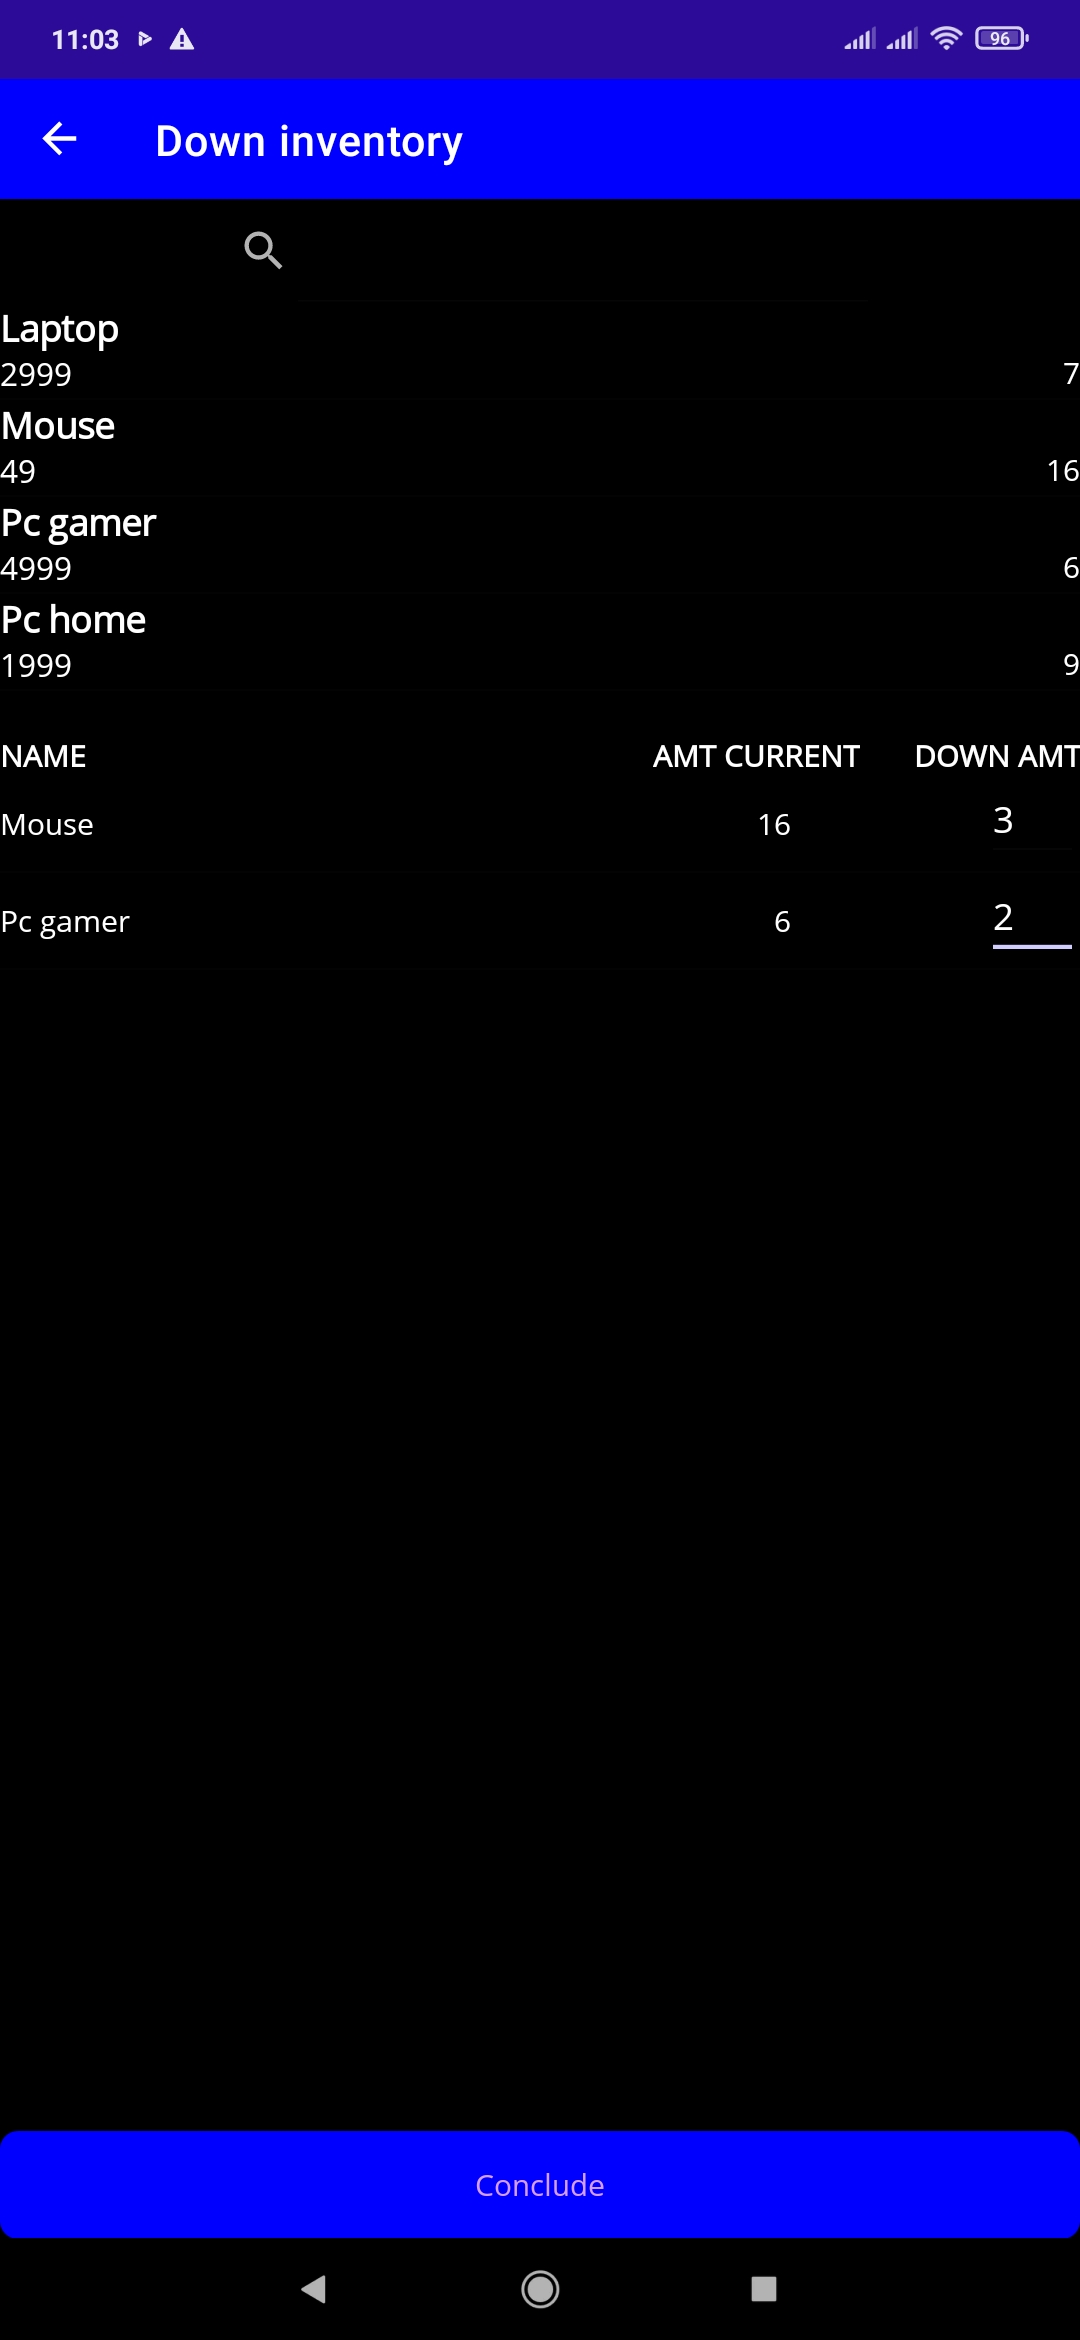 11:03 96
Down inventory
Laptop
2999 7
Mouse
49 16
Pc gamer
4999 6
Pc home
1999 9
NAME AMT CURRENT DOWN AMT
Mouse 16 3
Pc gamer 6 2
Conclude